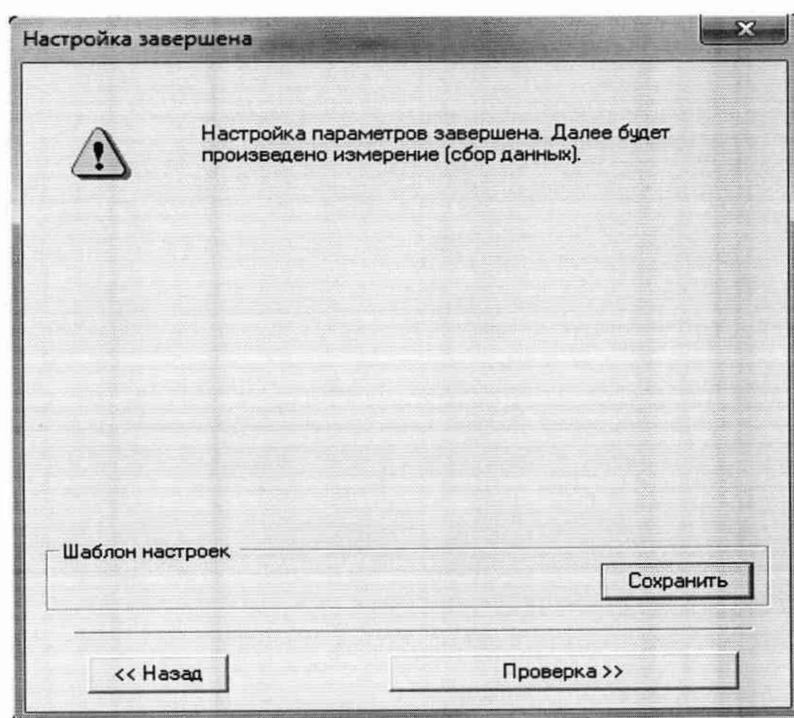 Настройка завершена
Настройка параметров завершена. Далее будет
произведено измерение (сбор данных).
Шаблон настроек
Сохранить
<< Назад
Проверка >>